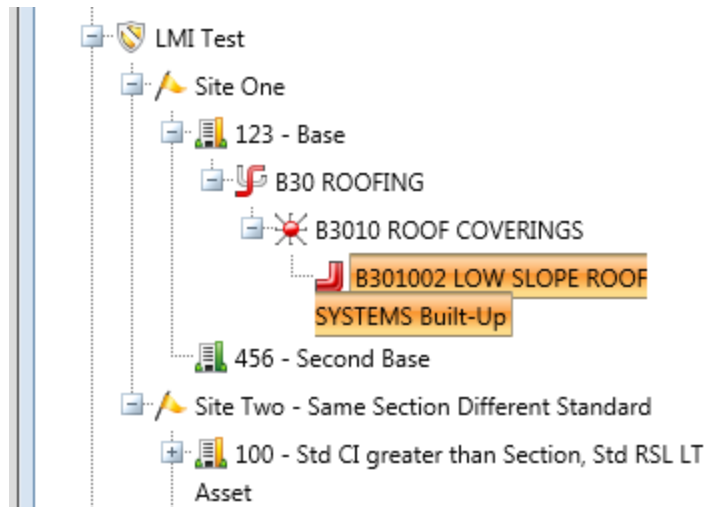 LMI Test
Site One
123 - Base
B30 ROOFING
B3010 ROOF COVERINGS
B301002 LOW SLOPE ROOF
SYSTEMS Built-Up
456 - Second Base
Site Two - Same Section Different Standard
100 - Std CI greater than Section, Std RSL LT
Asset